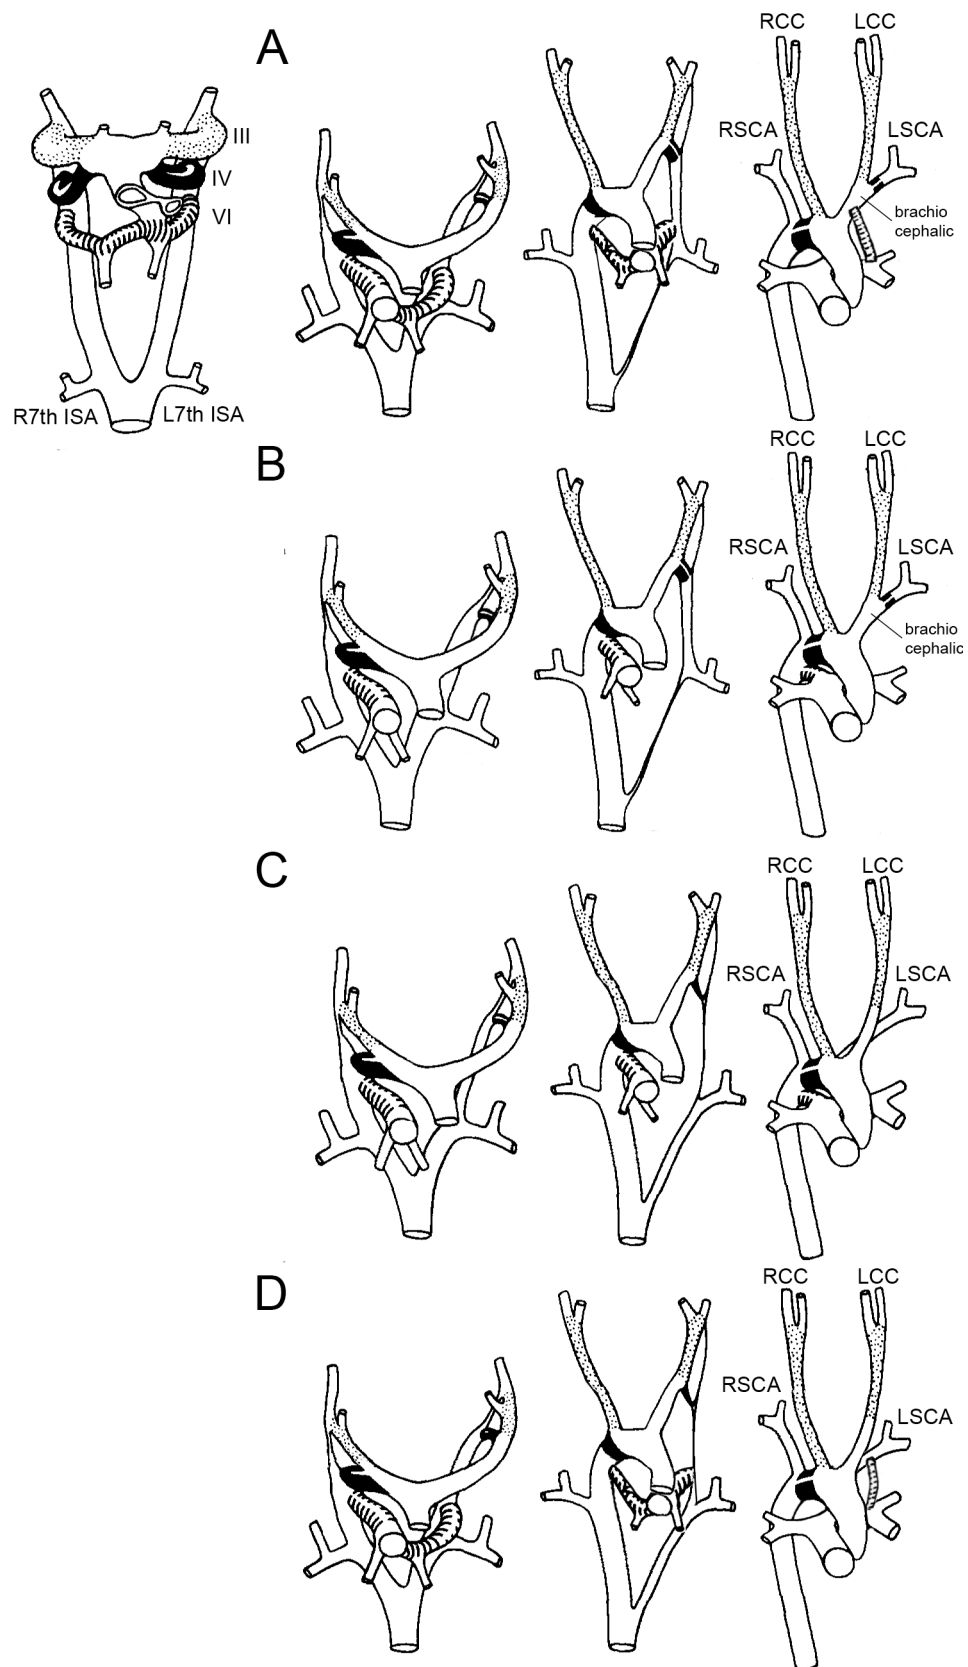 A
RCC LCC
III
RSCA LSCA
IV
VI
brachio
cephalic
R7th ISA L7th ISA
B
RCC LCC
RSCA LSCA
brachio
cephalic
C
RCC LCC
RSCA LSCA
D
RCC LCC
RSCA
LSCA